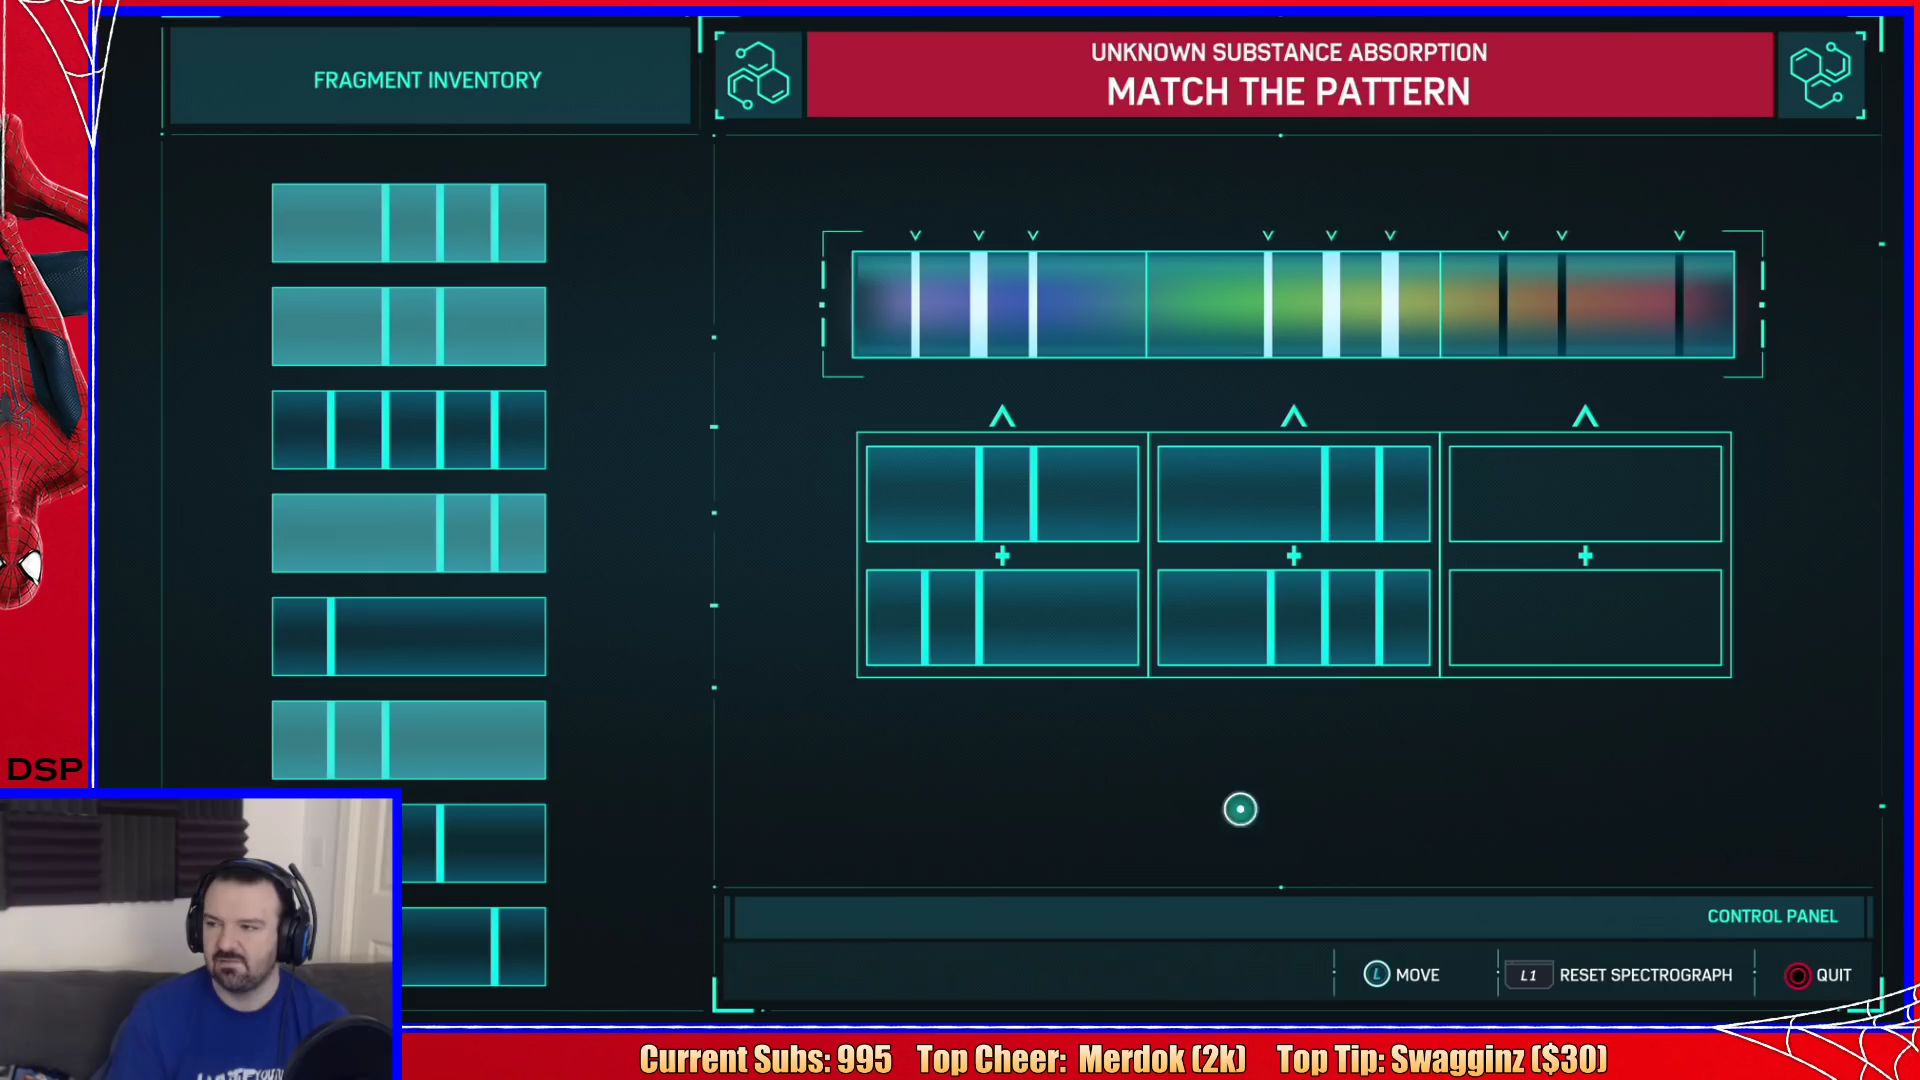 FRAGMENT INVENTORY
UNKNOWN SUBSTANCE ABSORPTION
MATCH THE PATTERN
DSP
CONTROL PANEL
L MOVE
L1 RESET SPECTROGRAPH
QUIT
Current Subs: 995 Top Cheer: Merdok (2k) Top Tip: Swagginz ($30)